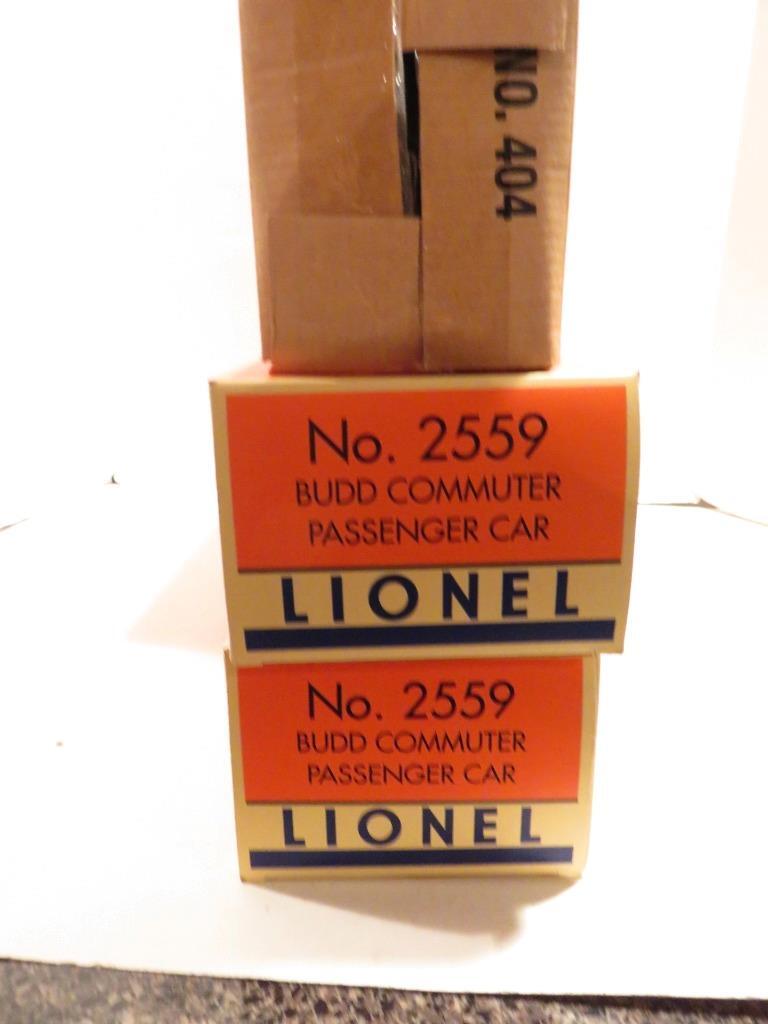 NO. 404
No. 2559
BUDD COMMUTER
PASSENGER CAR
LIONEL
No. 2559
BUDD COMMUTER
PASSENGER CAR
LIONEL